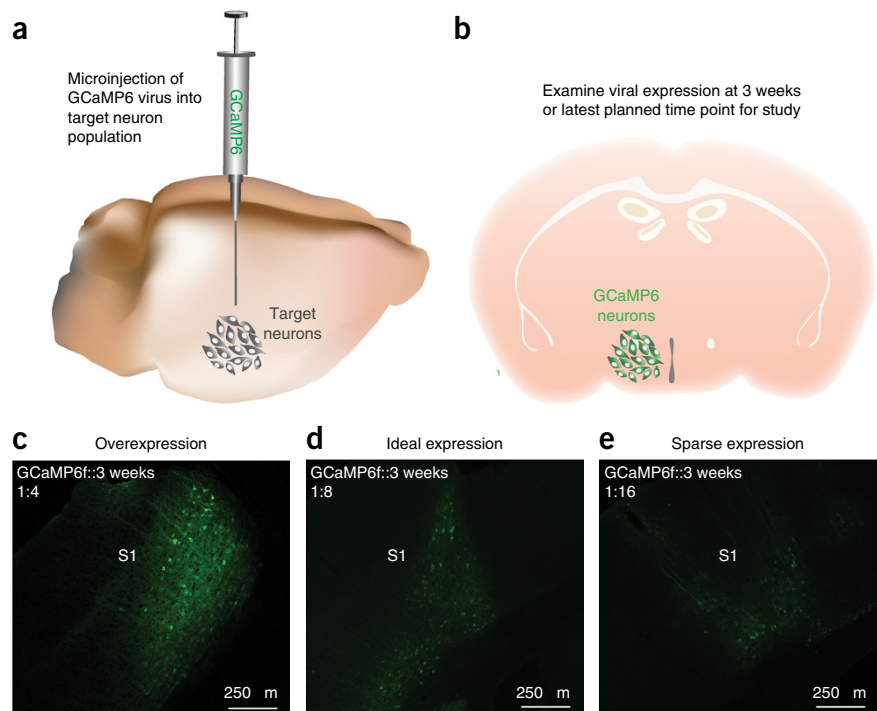 a
Microinjection of
GCaMP6 virus into
target neuron
population
GCaMP6
Target
neurons
b
Examine viral expression at 3 weeks
or latest planned time point for study
GCaMP6
neurons
c
Overexpression
GCaMP6f::3 weeks
1:4
S1
250 m
d
Ideal expression
GCaMP6f::3 weeks
1:8
S1
250 m
e
Sparse expression
GCaMP6f::3 weeks
1:16
S1
250 m